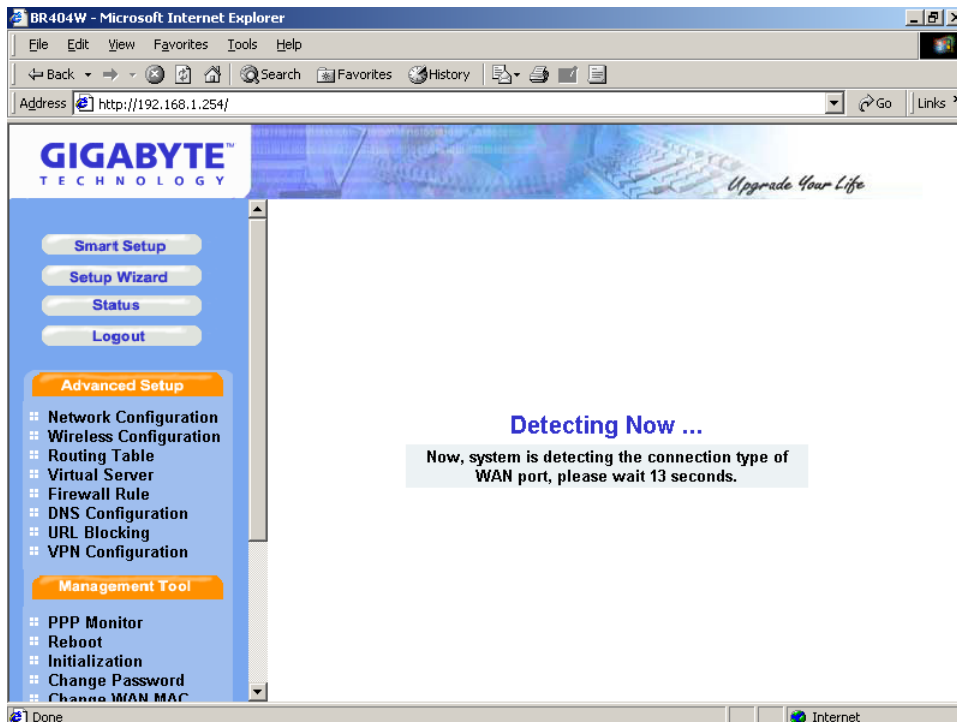 BR404W - Microsoft Internet Explorer
File Edit View Favorites Tools Help
Back Search Favorites History
Address http://192.168.1.254/ Go Links
GIGABYTE™
TECHNOLOGY
Upgrade Your Life
Smart Setup
Setup Wizard
Status
Logout
Advanced Setup
Network Configuration
Wireless Configuration
Routing Table
Virtual Server
Firewall Rule
DNS Configuration
URL Blocking
VPN Configuration
Management Tool
PPP Monitor
Reboot
Initialization
Change Password
Change WAN MAC
Detecting Now ...
Now, system is detecting the connection type of
WAN port, please wait 13 seconds.
Done Internet